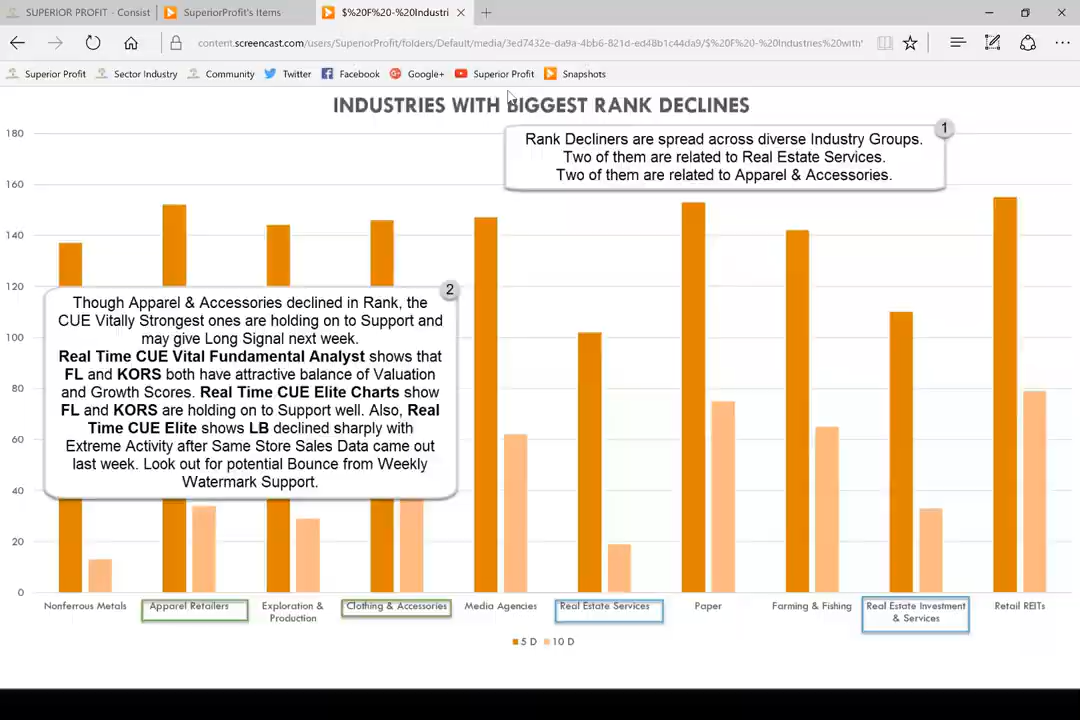 SUPERIOR PROFIT - Consist
SuperiorProfit's Items
$%20F%20-%20Industri
content.screencast.com/users/SuperiorProfit/folders/Default/media/3ed7432e-da9a-4bb6-821d-ed48b1c44da9/$%20F%20-%20Industries%20with'
Superior Profit
Sector Industry
Community
Twitter
Facebook
Google+
Superior Profit
Snapshots
INDUSTRIES WITH BIGGEST RANK DECLINES
1
Rank Decliners are spread across diverse Industry Groups.
Two of them are related to Real Estate Services.
Two of them are related to Apparel & Accessories.
2
Though Apparel & Accessories declined in Rank, the
CUE Vitally Strongest ones are holding on to Support and
may give Long Signal next week.
Real Time CUE Vital Fundamental Analyst shows that
FL and KORS both have attractive balance of Valuation
and Growth Scores. Real Time CUE Elite Charts show
FL and KORS are holding on to Support well. Also, Real
Time CUE Elite shows LB declined sharply with
Extreme Activity after Same Store Sales Data came out
last week. Look out for potential Bounce from Weekly
Watermark Support.
180
160
140
120
100
80
60
40
20
0
Nonferrous Metals
Apparel Retailers
Exploration &
Production
Clothing & Accessories
Media Agencies
Real Estate Services
Paper
Farming & Fishing
Real Estate Investment
& Services
Retail REITs
5 D
10 D